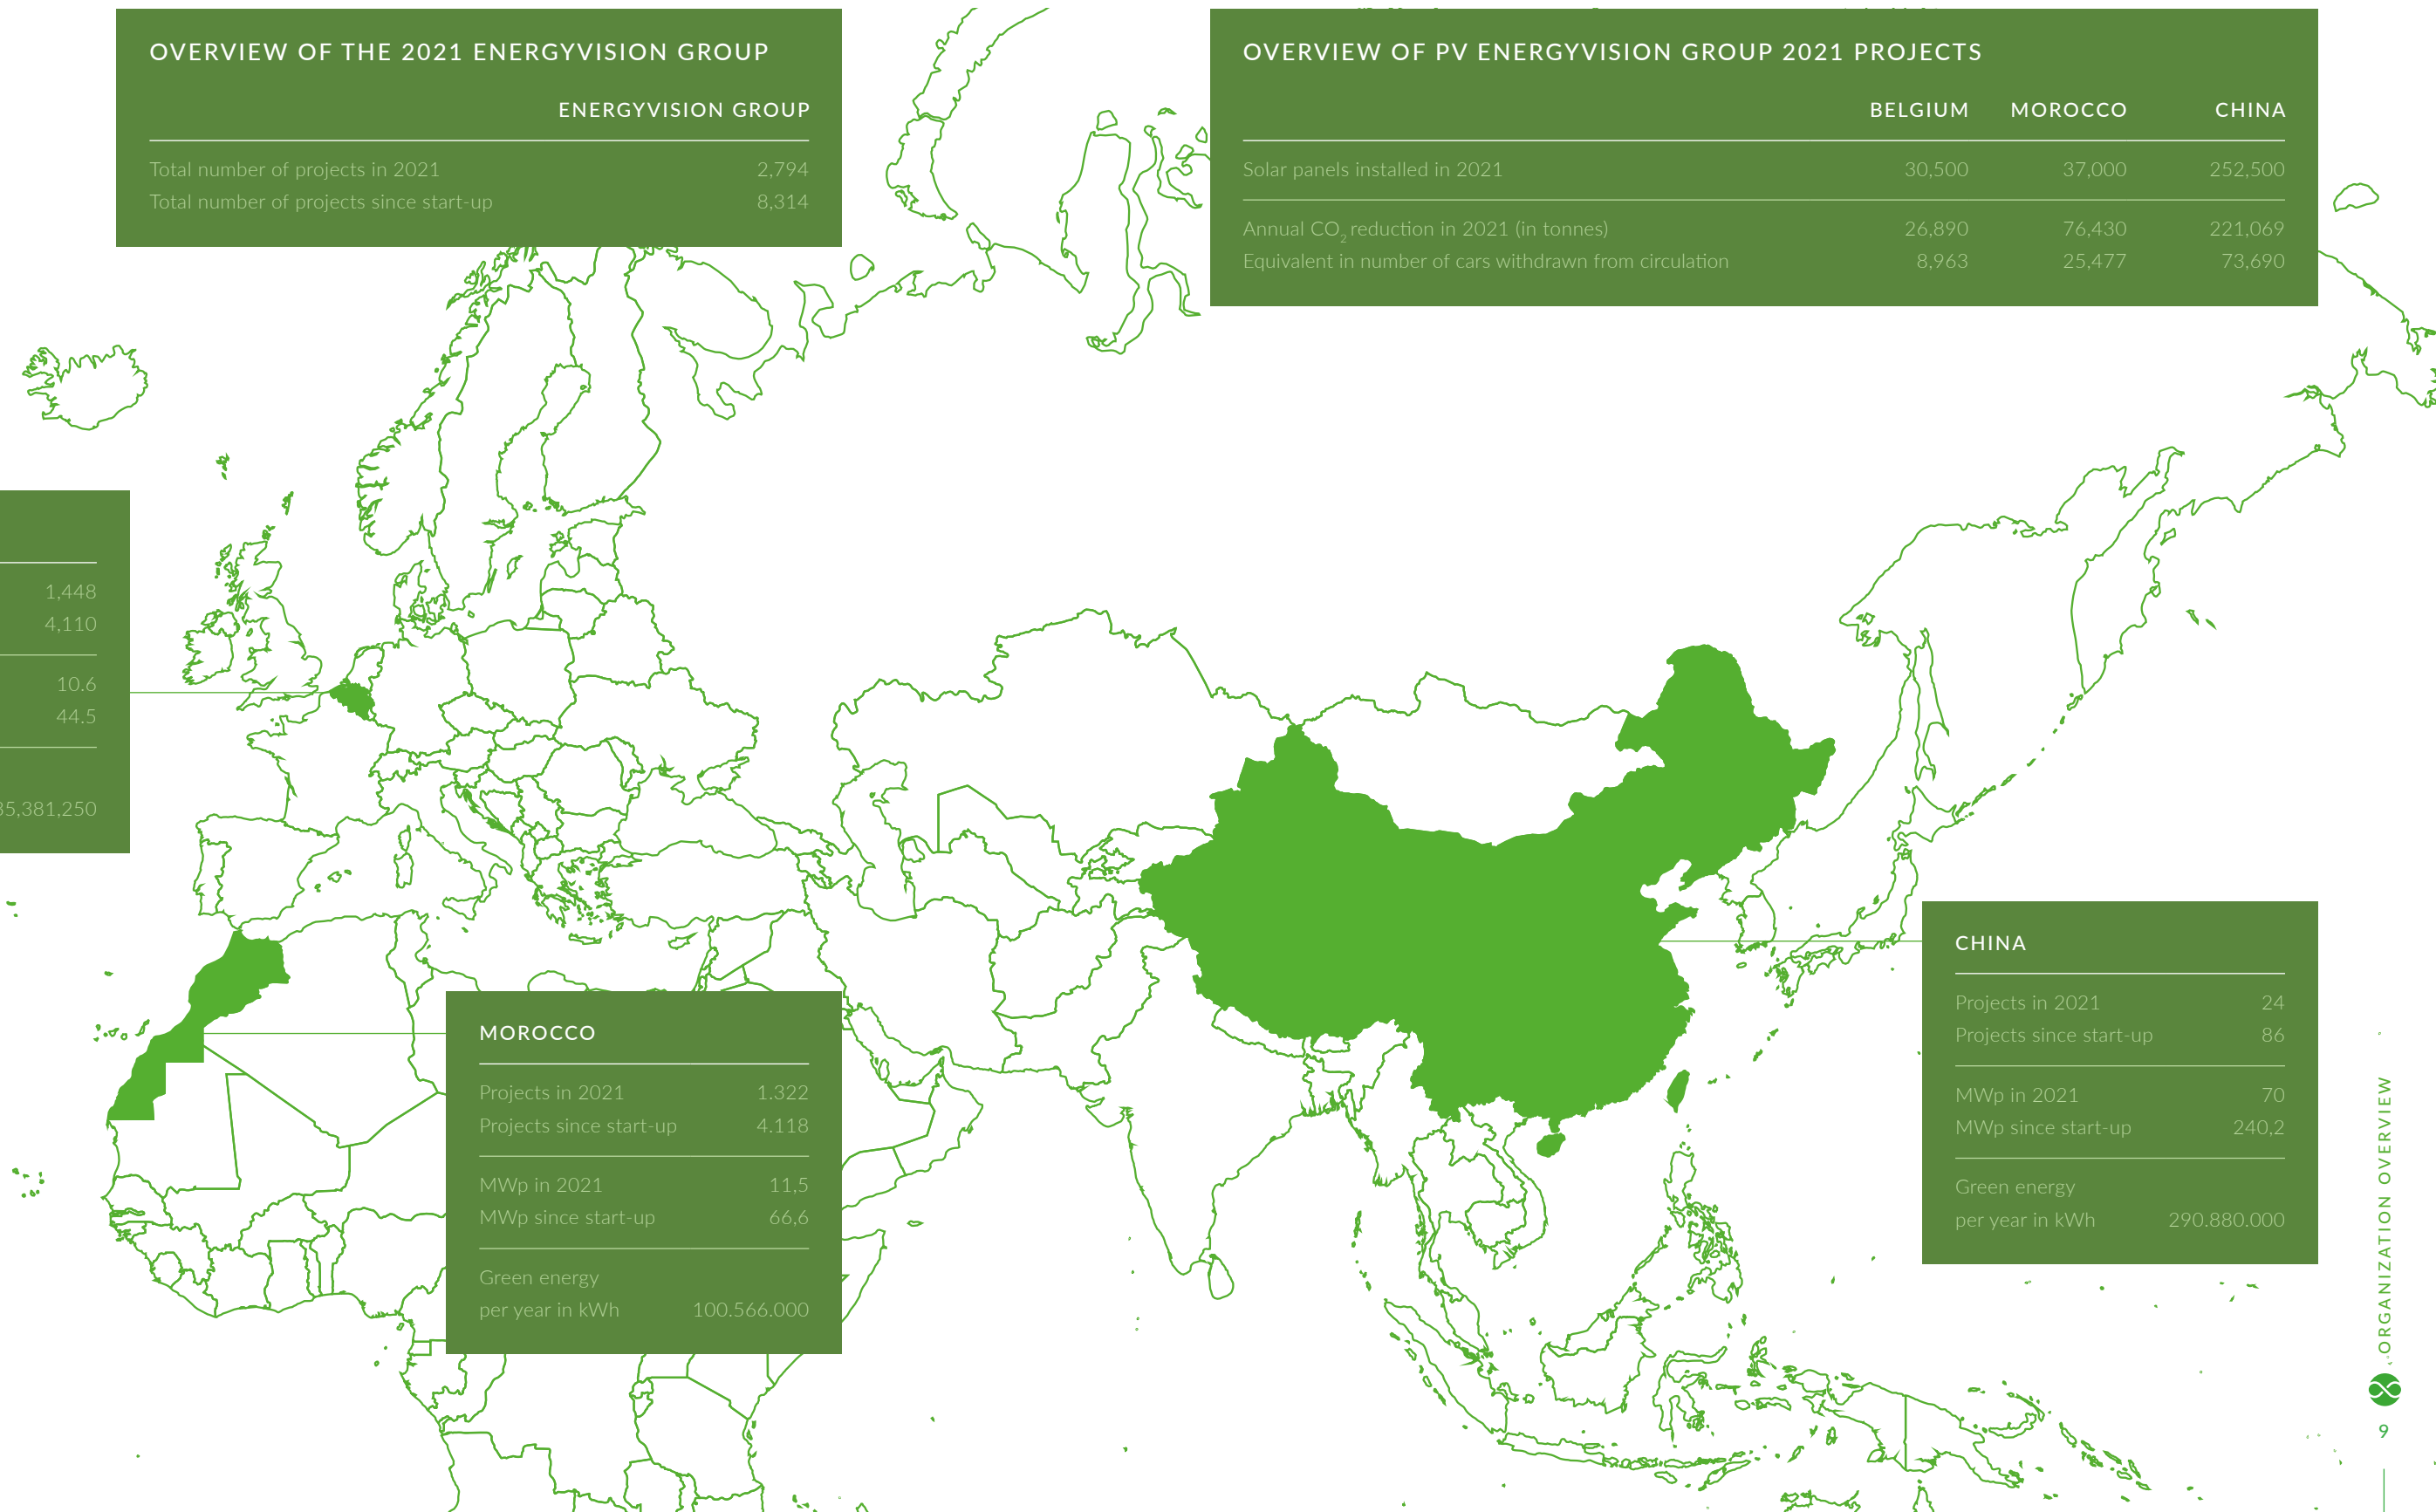 OVERVIEW OF THE 2021 ENERGYVISION GROUP
ENERGYVISION GROUP
Total number of projects in 2021 2,794
Total number of projects since start-up 8,314
OVERVIEW OF PV ENERGYVISION GROUP 2021 PROJECTS
BELGIUM MOROCCO CHINA
Solar panels installed in 2021 30,500 37,000 252,500
Annual CO₂ reduction in 2021 (in tonnes) 26,890 76,430 221,069
Equivalent in number of cars withdrawn from circulation 8,963 25,477 73,690
1,448
4,110
10.6
44.5
35,381,250
MOROCCO
Projects in 2021 1.322
Projects since start-up 4.118
MWp in 2021 11,5
MWp since start-up 66,6
Green energy
per year in kWh 100.566.000
CHINA
Projects in 2021 24
Projects since start-up 86
MWp in 2021 70
MWp since start-up 240,2
Green energy
per year in kWh 290.880.000
ORGANIZATION OVERVIEW
9